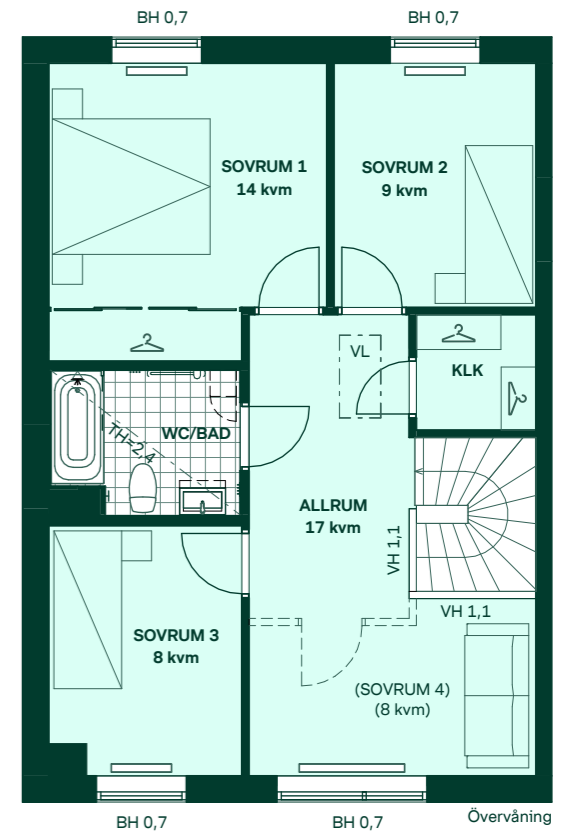 BH 0,7
BH 0,7
SOVRUM 1
14 kvm
SOVRUM 2
9 kvm
VL
KLK
WC/BAD
TH=2,4
ALLRUM
17 kvm
VH 1,1
VH 1,1
SOVRUM 3
8 kvm
(SOVRUM 4)
(8 kvm)
BH 0,7
BH 0,7
Övervåning